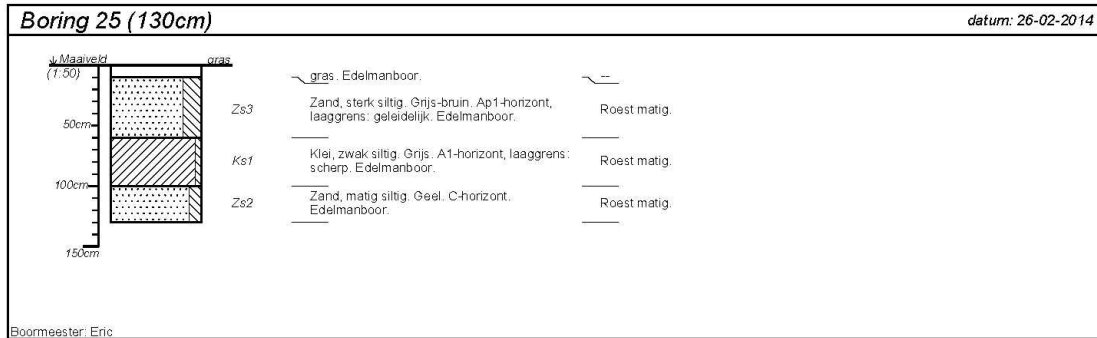 Boring 25 (130cm)
datum: 26-02-2014
↓ Maaiveld
gras
(1:50)
gras. Edelmanboor.
--
Zs3
Zand, sterk siltig. Grijs-bruin. Ap1-horizont,
laaggrens: geleidelijk. Edelmanboor.
Roest matig.
50cm
Ks1
Klei, zwak siltig. Grijs. A1-horizont, laaggrens:
scherp. Edelmanboor.
Roest matig.
100cm
Zs2
Zand, matig siltig. Geel. C-horizont.
Edelmanboor.
Roest matig.
150cm
Boormeester: Eric